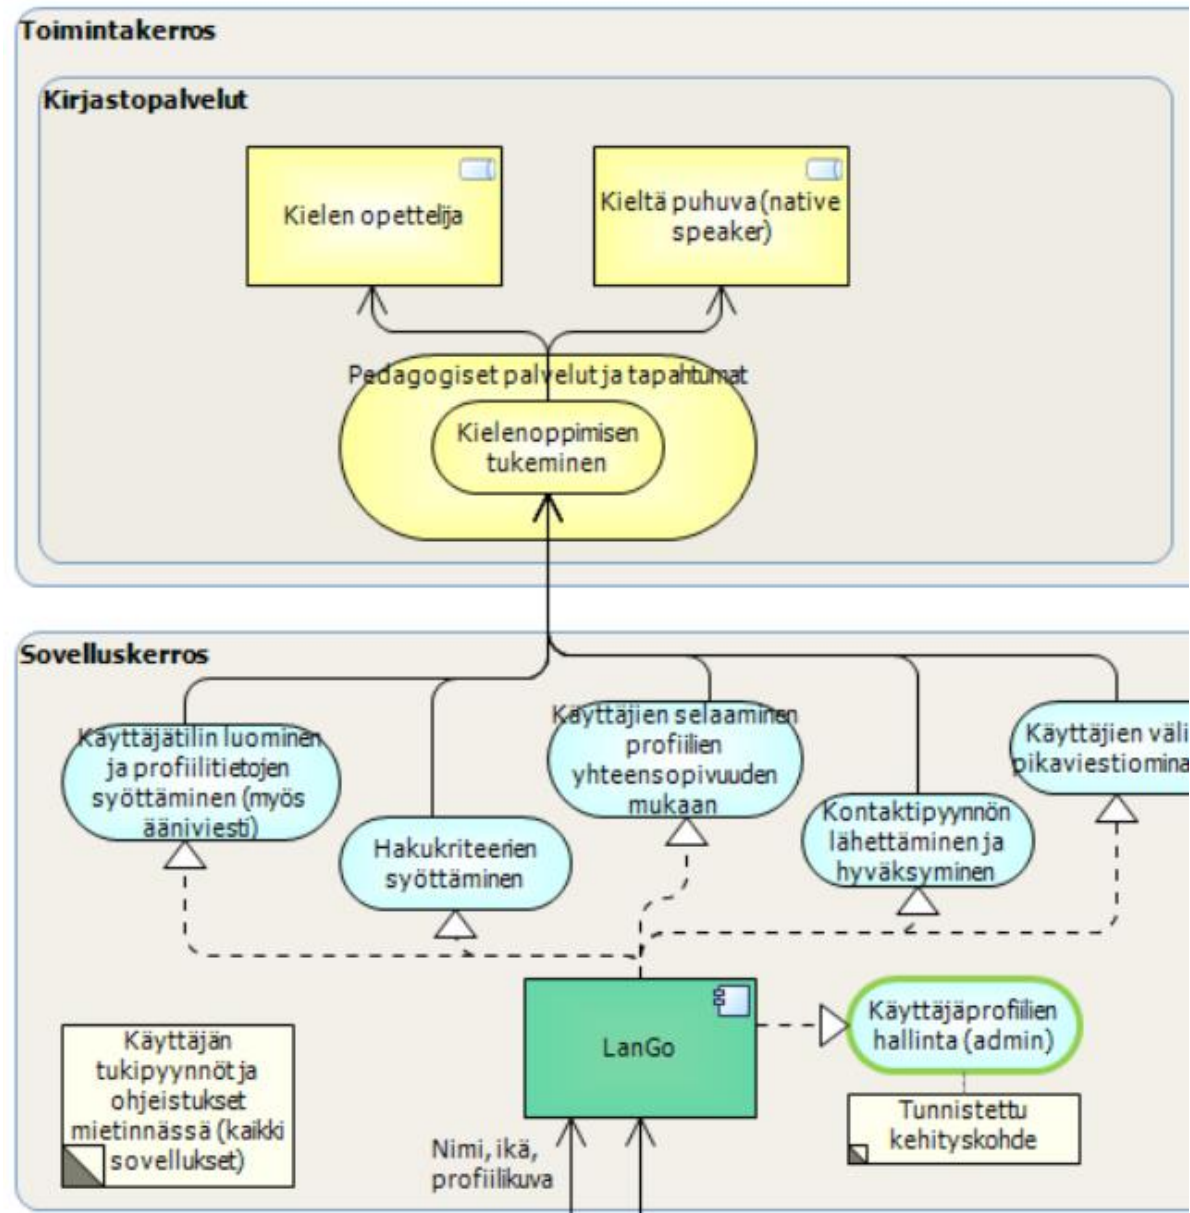 Toimintakerros
Kirjastopalvelut
Kielen opettelija
Kieltä puhuva (native
speaker)
Pedagogiset palvelut ja tapahtumat
Kielenoppimisen
tukeminen
Sovelluskerros
Käyttäjätilin luominen
ja profiilitietojen
syöttäminen (myös
ääniviesti)
Hakukriteerien
syöttäminen
Käyttäjien selaaminen
profiilien
yhteensopivuuden
mukaan
Kontaktipyynnön
lähettäminen ja
hyväksyminen
Käyttäjien väli
pikaviestiomina
LanGo
Käyttäjäprofiilien
hallinta (admin)
Tunnistettu
kehityskohde
Käyttäjän
tukipyynnöt ja
ohjeistukset
mietinnässä (kaikki
sovellukset)
Nimi, ikä,
profiilikuva